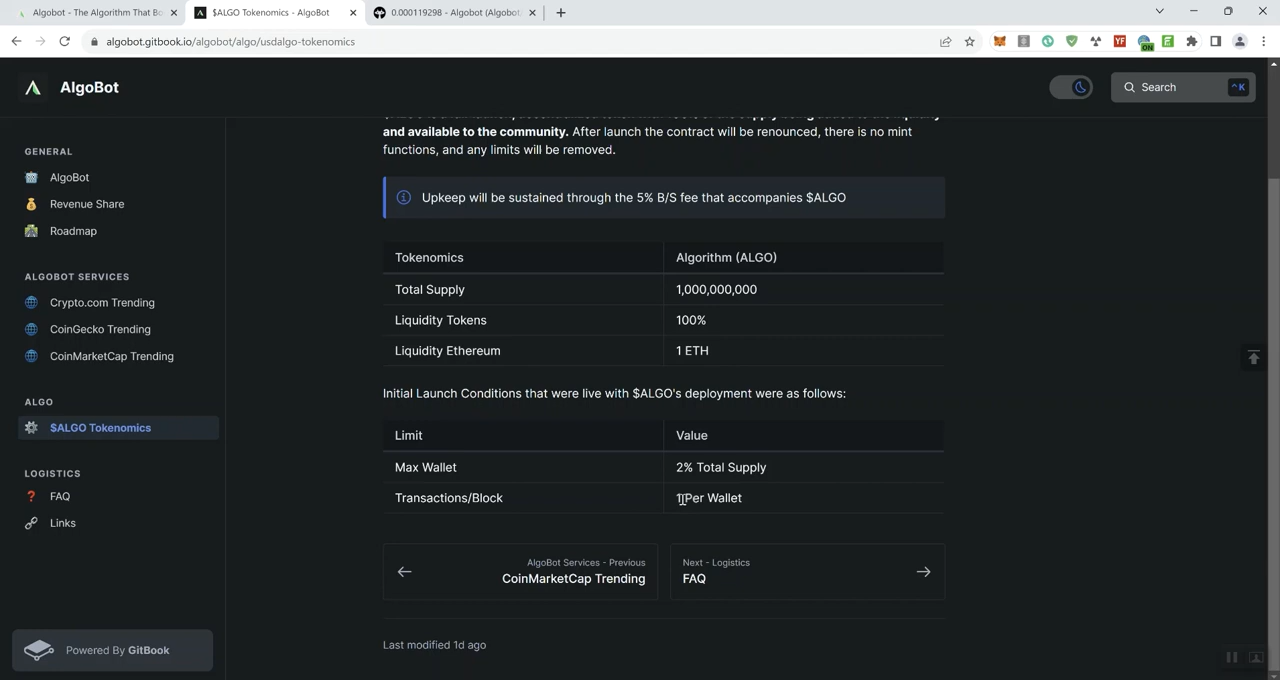 Algobot - The Algorithm That Bo
$ALGO Tokenomics - AlgoBot
0.000119298 - Algobot (Algobot
algobot.gitbook.io/algobot/algo/usdalgo-tokenomics
YF
ON
AlgoBot
Search
^K
GENERAL
AlgoBot
Revenue Share
Roadmap
ALGOBOT SERVICES
Crypto.com Trending
CoinGecko Trending
CoinMarketCap Trending
ALGO
$ALGO Tokenomics
LOGISTICS
FAQ
Links
Powered By GitBook
and available to the community. After launch the contract will be renounced, there is no mint
functions, and any limits will be removed.
Upkeep will be sustained through the 5% B/S fee that accompanies $ALGO
Tokenomics Algorithm (ALGO)
Total Supply 1,000,000,000
Liquidity Tokens 100%
Liquidity Ethereum 1 ETH
Initial Launch Conditions that were live with $ALGO's deployment were as follows:
Limit Value
Max Wallet 2% Total Supply
Transactions/Block 1 Per Wallet
AlgoBot Services - Previous
CoinMarketCap Trending
Next - Logistics
FAQ
Last modified 1d ago